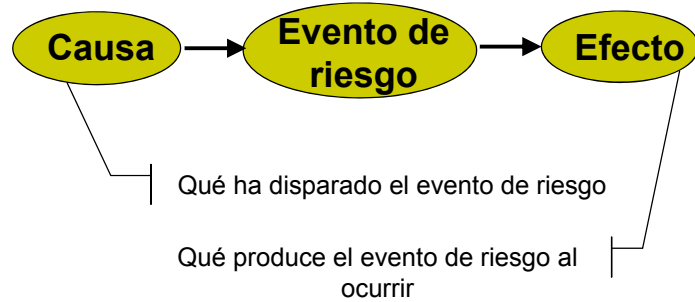 Causa
Evento de
riesgo
Efecto
Qué ha disparado el evento de riesgo
Qué produce el evento de riesgo al
ocurrir